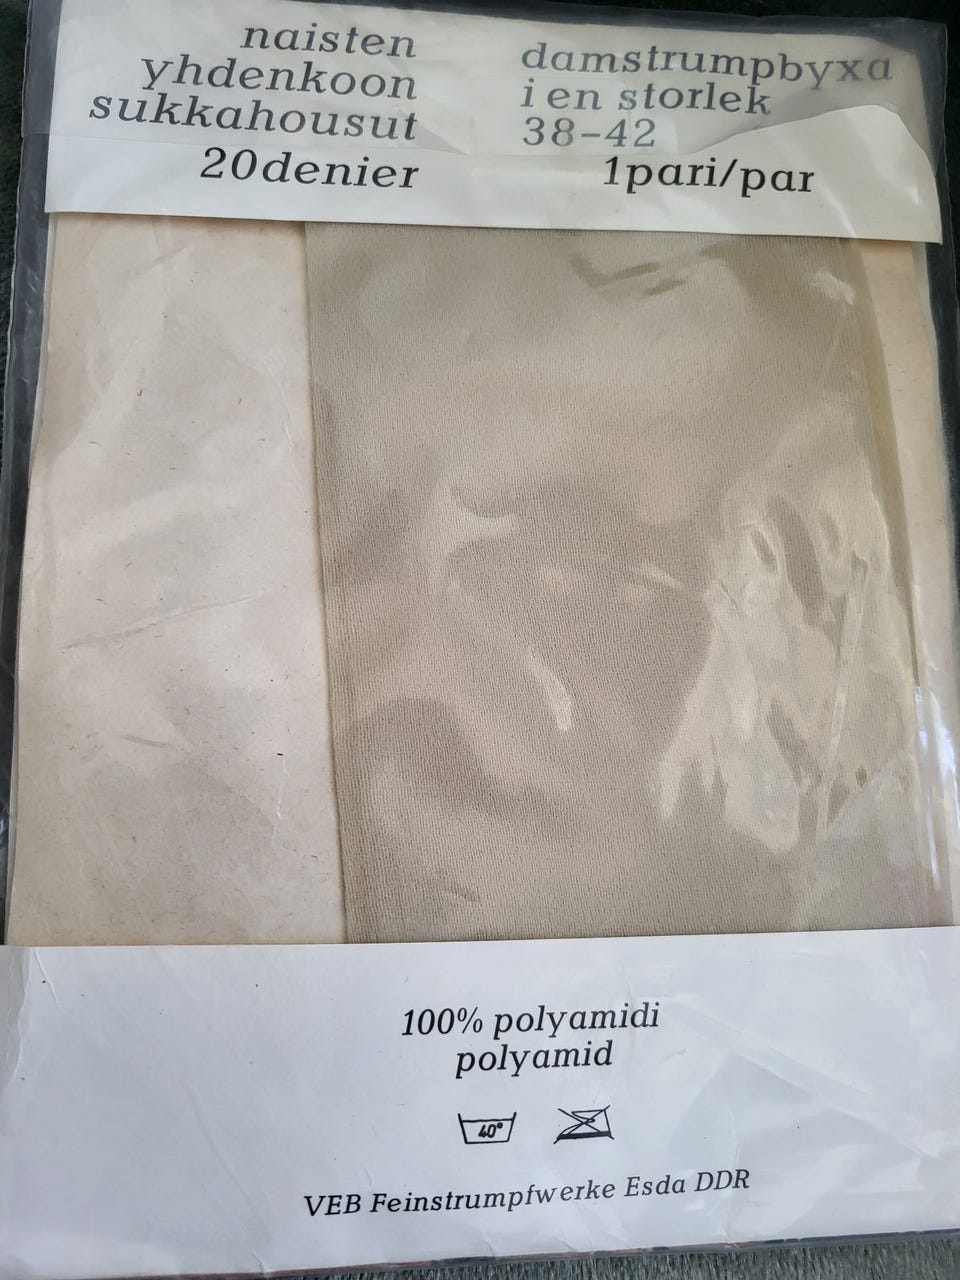 naisten
yhdenkoon
sukkahousut
20denier
damstrumpbyxa
i en storlek
38-42
1pari/par
100% polyamidi
polyamid
40°
VEB Feinstrumpfwerke Esda DDR